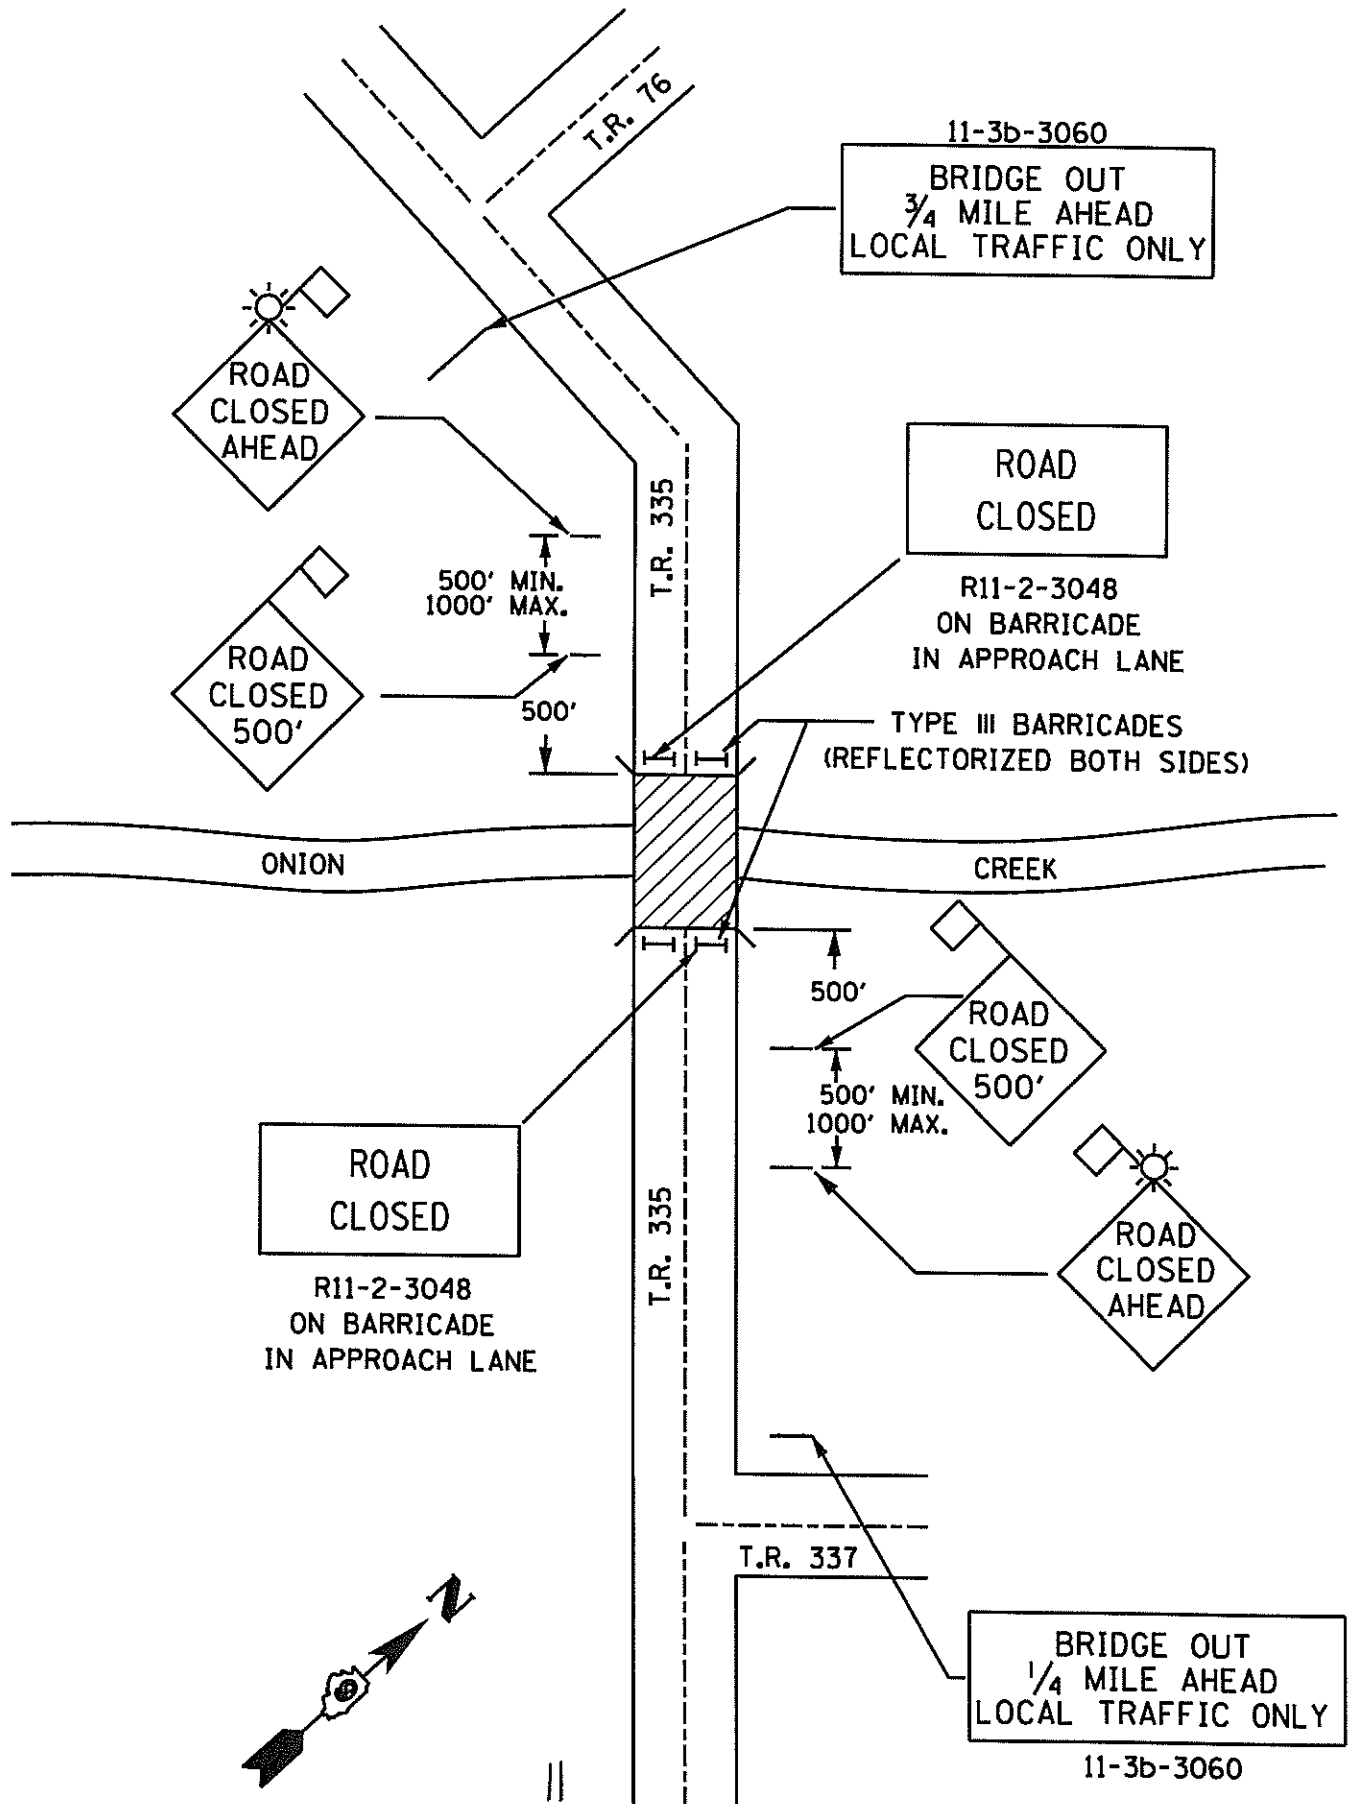 T.R. 76
11-3b-3060
BRIDGE OUT
3/4 MILE AHEAD
LOCAL TRAFFIC ONLY
ROAD
CLOSED
AHEAD
ROAD
CLOSED
T.R. 335
500' MIN.
1000' MAX.
R11-2-3048
ON BARRICADE
IN APPROACH LANE
ROAD
CLOSED
500'
500'
TYPE III BARRICADES
(REFLECTORIZED BOTH SIDES)
ONION
CREEK
500'
ROAD
CLOSED
500'
500' MIN.
1000' MAX.
ROAD
CLOSED
R11-2-3048
ON BARRICADE
IN APPROACH LANE
T.R. 335
ROAD
CLOSED
AHEAD
T.R. 337
N
BRIDGE OUT
1/4 MILE AHEAD
LOCAL TRAFFIC ONLY
11-3b-3060